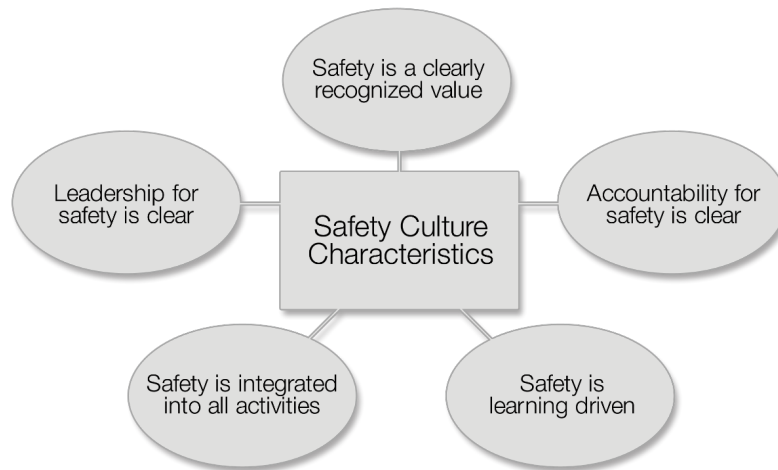 Safety is a clearly
recognized value
Leadership for
safety is clear
Safety Culture
Characteristics
Accountability for
safety is clear
Safety is integrated
into all activities
Safety is
learning driven